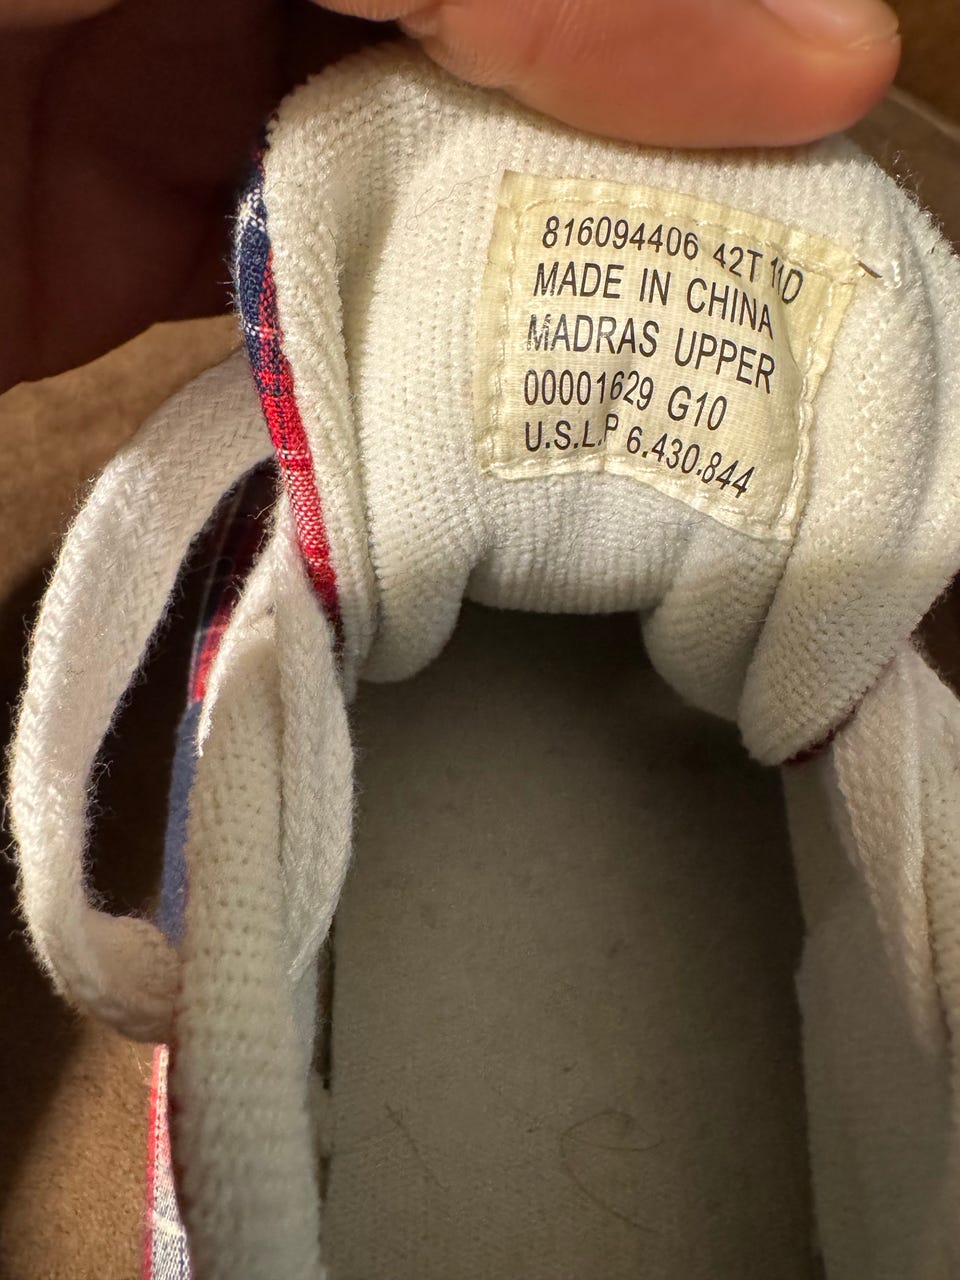 816094406 42T 11D
MADE IN CHINA
MADRAS UPPER
00001629 G10
U.S.L.P 6.430.844